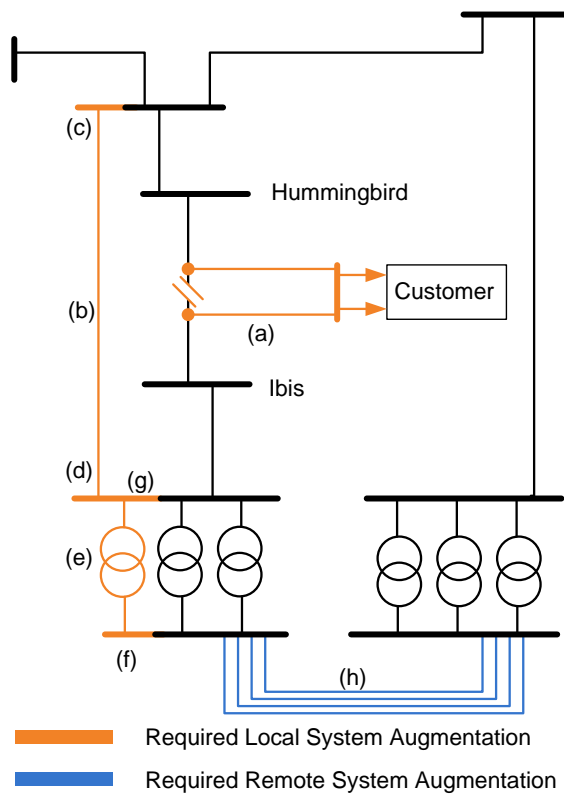 (c)
Hummingbird
Customer
(b)
(a)
Ibis
(d)
(g)
(e)
(f)
(h)
Required Local System Augmentation
Required Remote System Augmentation